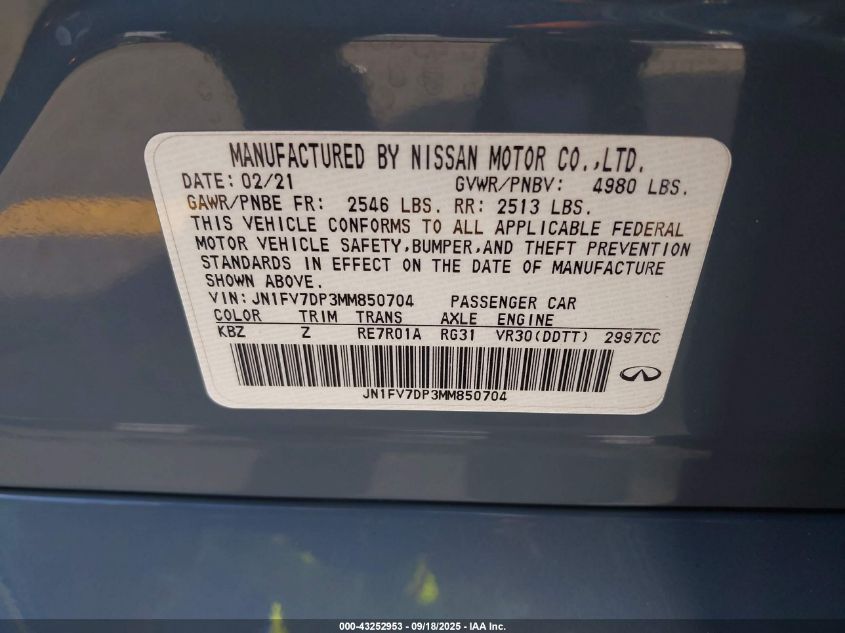 MANUFACTURED BY NISSAN MOTOR CO.,LTD.
DATE: 02/21 GVWR/PNBV: 4980 LBS.
GAWR/PNBE FR: 2546 LBS. RR: 2513 LBS.
THIS VEHICLE CONFORMS TO ALL APPLICABLE FEDERAL
MOTOR VEHICLE SAFETY,BUMPER,AND THEFT PREVENTION
STANDARDS IN EFFECT ON THE DATE OF MANUFACTURE
SHOWN ABOVE.
VIN: JN1FV7DP3MM850704 PASSENGER CAR
COLOR TRIM TRANS AXLE ENGINE
KBZ Z RE7R01A RG31 VR30(DDTT) 2997CC
JN1FV7DP3MM850704
000-43252953 - 09/18/2025 - IAA Inc.